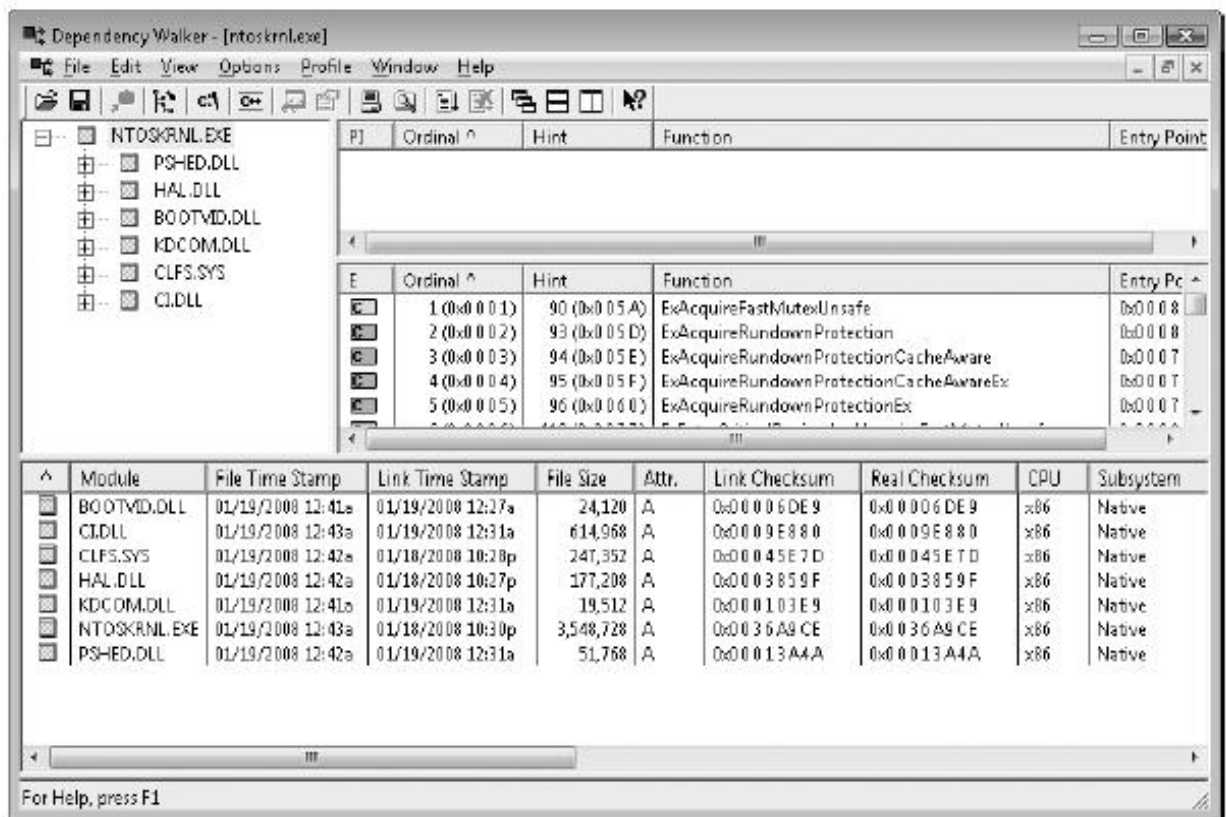 Dependency Walker - [ntoskrnl.exe]
File Edit View Options Profile Window Help
NTOSKRNL.EXE
PSHED.DLL
HAL.DLL
BOOTVID.DLL
KDCOM.DLL
CLFS.SYS
CI.DLL
PI Ordinal ^ Hint Function Entry Point
E Ordinal ^ Hint Function Entry Pc
C 1 (0x0001) 90 (0x005A) ExAcquireFastMutexUnsafe 0x0008
C 2 (0x0002) 93 (0x005D) ExAcquireRundownProtection 0x0008
C 3 (0x0003) 94 (0x005E) ExAcquireRundownProtectionCacheAware 0x0007
C 4 (0x0004) 95 (0x005F) ExAcquireRundownProtectionCacheAwareEx 0x0007
C 5 (0x0005) 96 (0x0060) ExAcquireRundownProtectionEx 0x0007
^ Module File Time Stamp Link Time Stamp File Size Attr. Link Checksum Real Checksum CPU Subsystem
BOOTVID.DLL 01/19/2008 12:41a 01/19/2008 12:27a 24,120 A 0x00006DE9 0x00006DE9 x86 Native
CI.DLL 01/19/2008 12:43a 01/19/2008 12:31a 614,968 A 0x0009E880 0x0009E880 x86 Native
CLFS.SYS 01/19/2008 12:42a 01/18/2008 10:28p 247,352 A 0x00045E7D 0x00045E7D x86 Native
HAL.DLL 01/19/2008 12:42a 01/18/2008 10:27p 177,208 A 0x0003859F 0x0003859F x86 Native
KDCOM.DLL 01/19/2008 12:41a 01/19/2008 12:31a 19,512 A 0x000103E9 0x000103E9 x86 Native
NTOSKRNL.EXE 01/19/2008 12:43a 01/18/2008 10:30p 3,548,728 A 0x0036A9CE 0x0036A9CE x86 Native
PSHED.DLL 01/19/2008 12:42a 01/19/2008 12:31a 51,768 A 0x00013A4A 0x00013A4A x86 Native
For Help, press F1